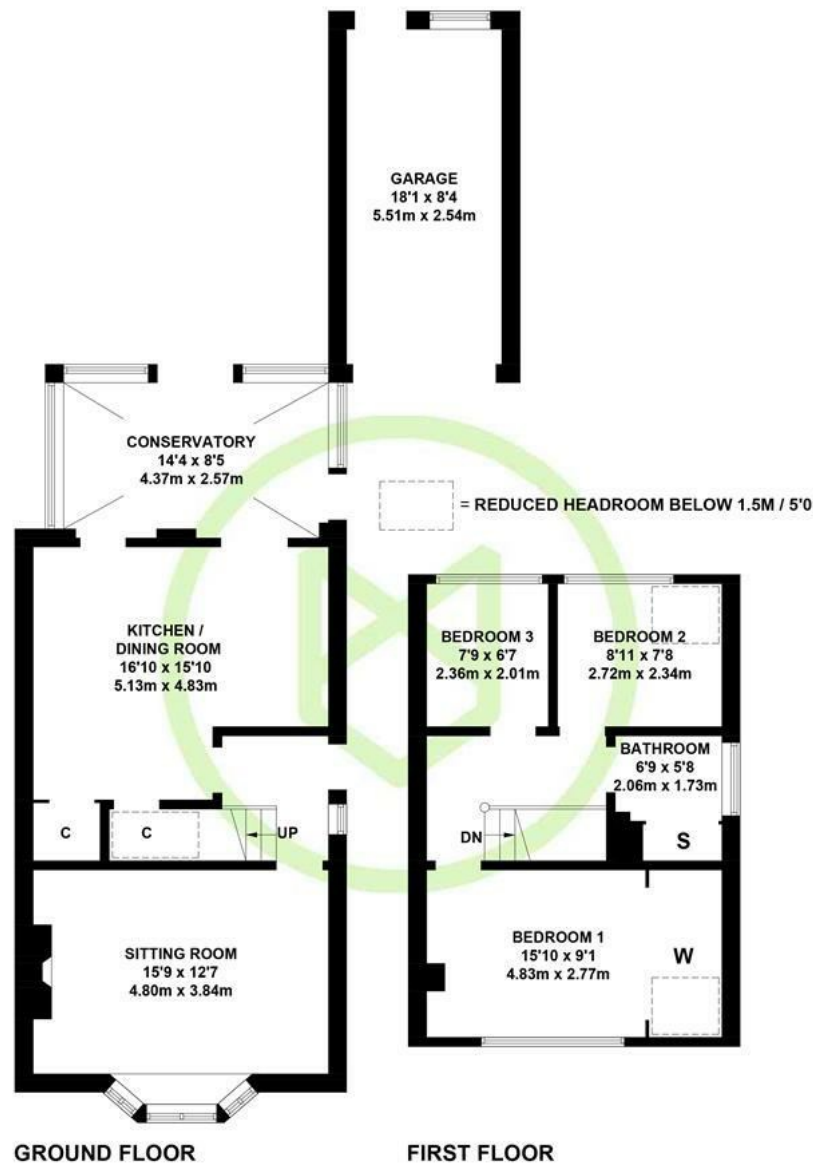 GARAGE
18'1 x 8'4
5.51m x 2.54m
CONSERVATORY
14'4 x 8'5
4.37m x 2.57m
= REDUCED HEADROOM BELOW 1.5M / 5'0
KITCHEN /
DINING ROOM
16'10 x 15'10
5.13m x 4.83m
C
C
UP
SITTING ROOM
15'9 x 12'7
4.80m x 3.84m
GROUND FLOOR
BEDROOM 3
7'9 x 6'7
2.36m x 2.01m
BEDROOM 2
8'11 x 7'8
2.72m x 2.34m
BATHROOM
6'9 x 5'8
2.06m x 1.73m
S
DN
BEDROOM 1
15'10 x 9'1
4.83m x 2.77m
W
FIRST FLOOR